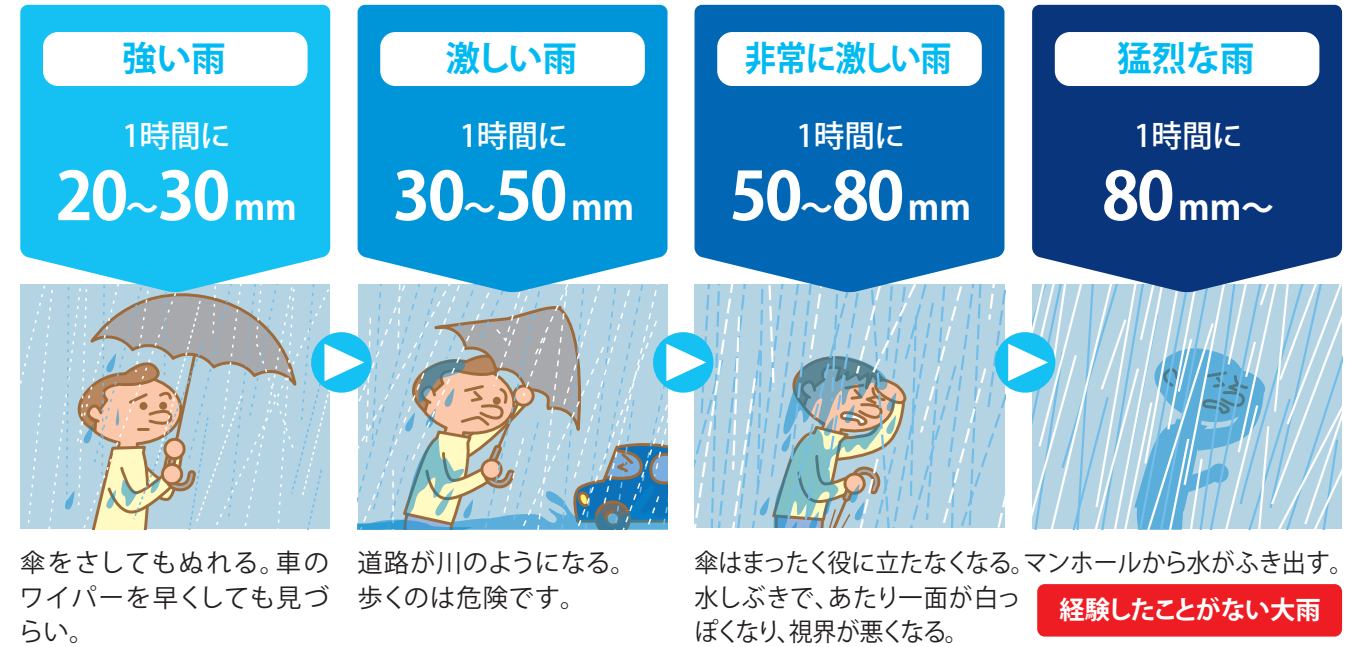 強い雨
1時間に
20～30mm
傘をさしてもぬれる。車の
ワイパーを早くしても見づ
らい。
激しい雨
1時間に
30～50mm
道路が川のようになる。
歩くのは危険です。
非常に激しい雨
1時間に
50～80mm
傘はまったく役に立たなくなる。
水しぶきで、あたり一面が白っ
ぽくなり、視界が悪くなる。
猛烈な雨
1時間に
80mm～
マンホールから水がふき出す。
経験したことがない大雨